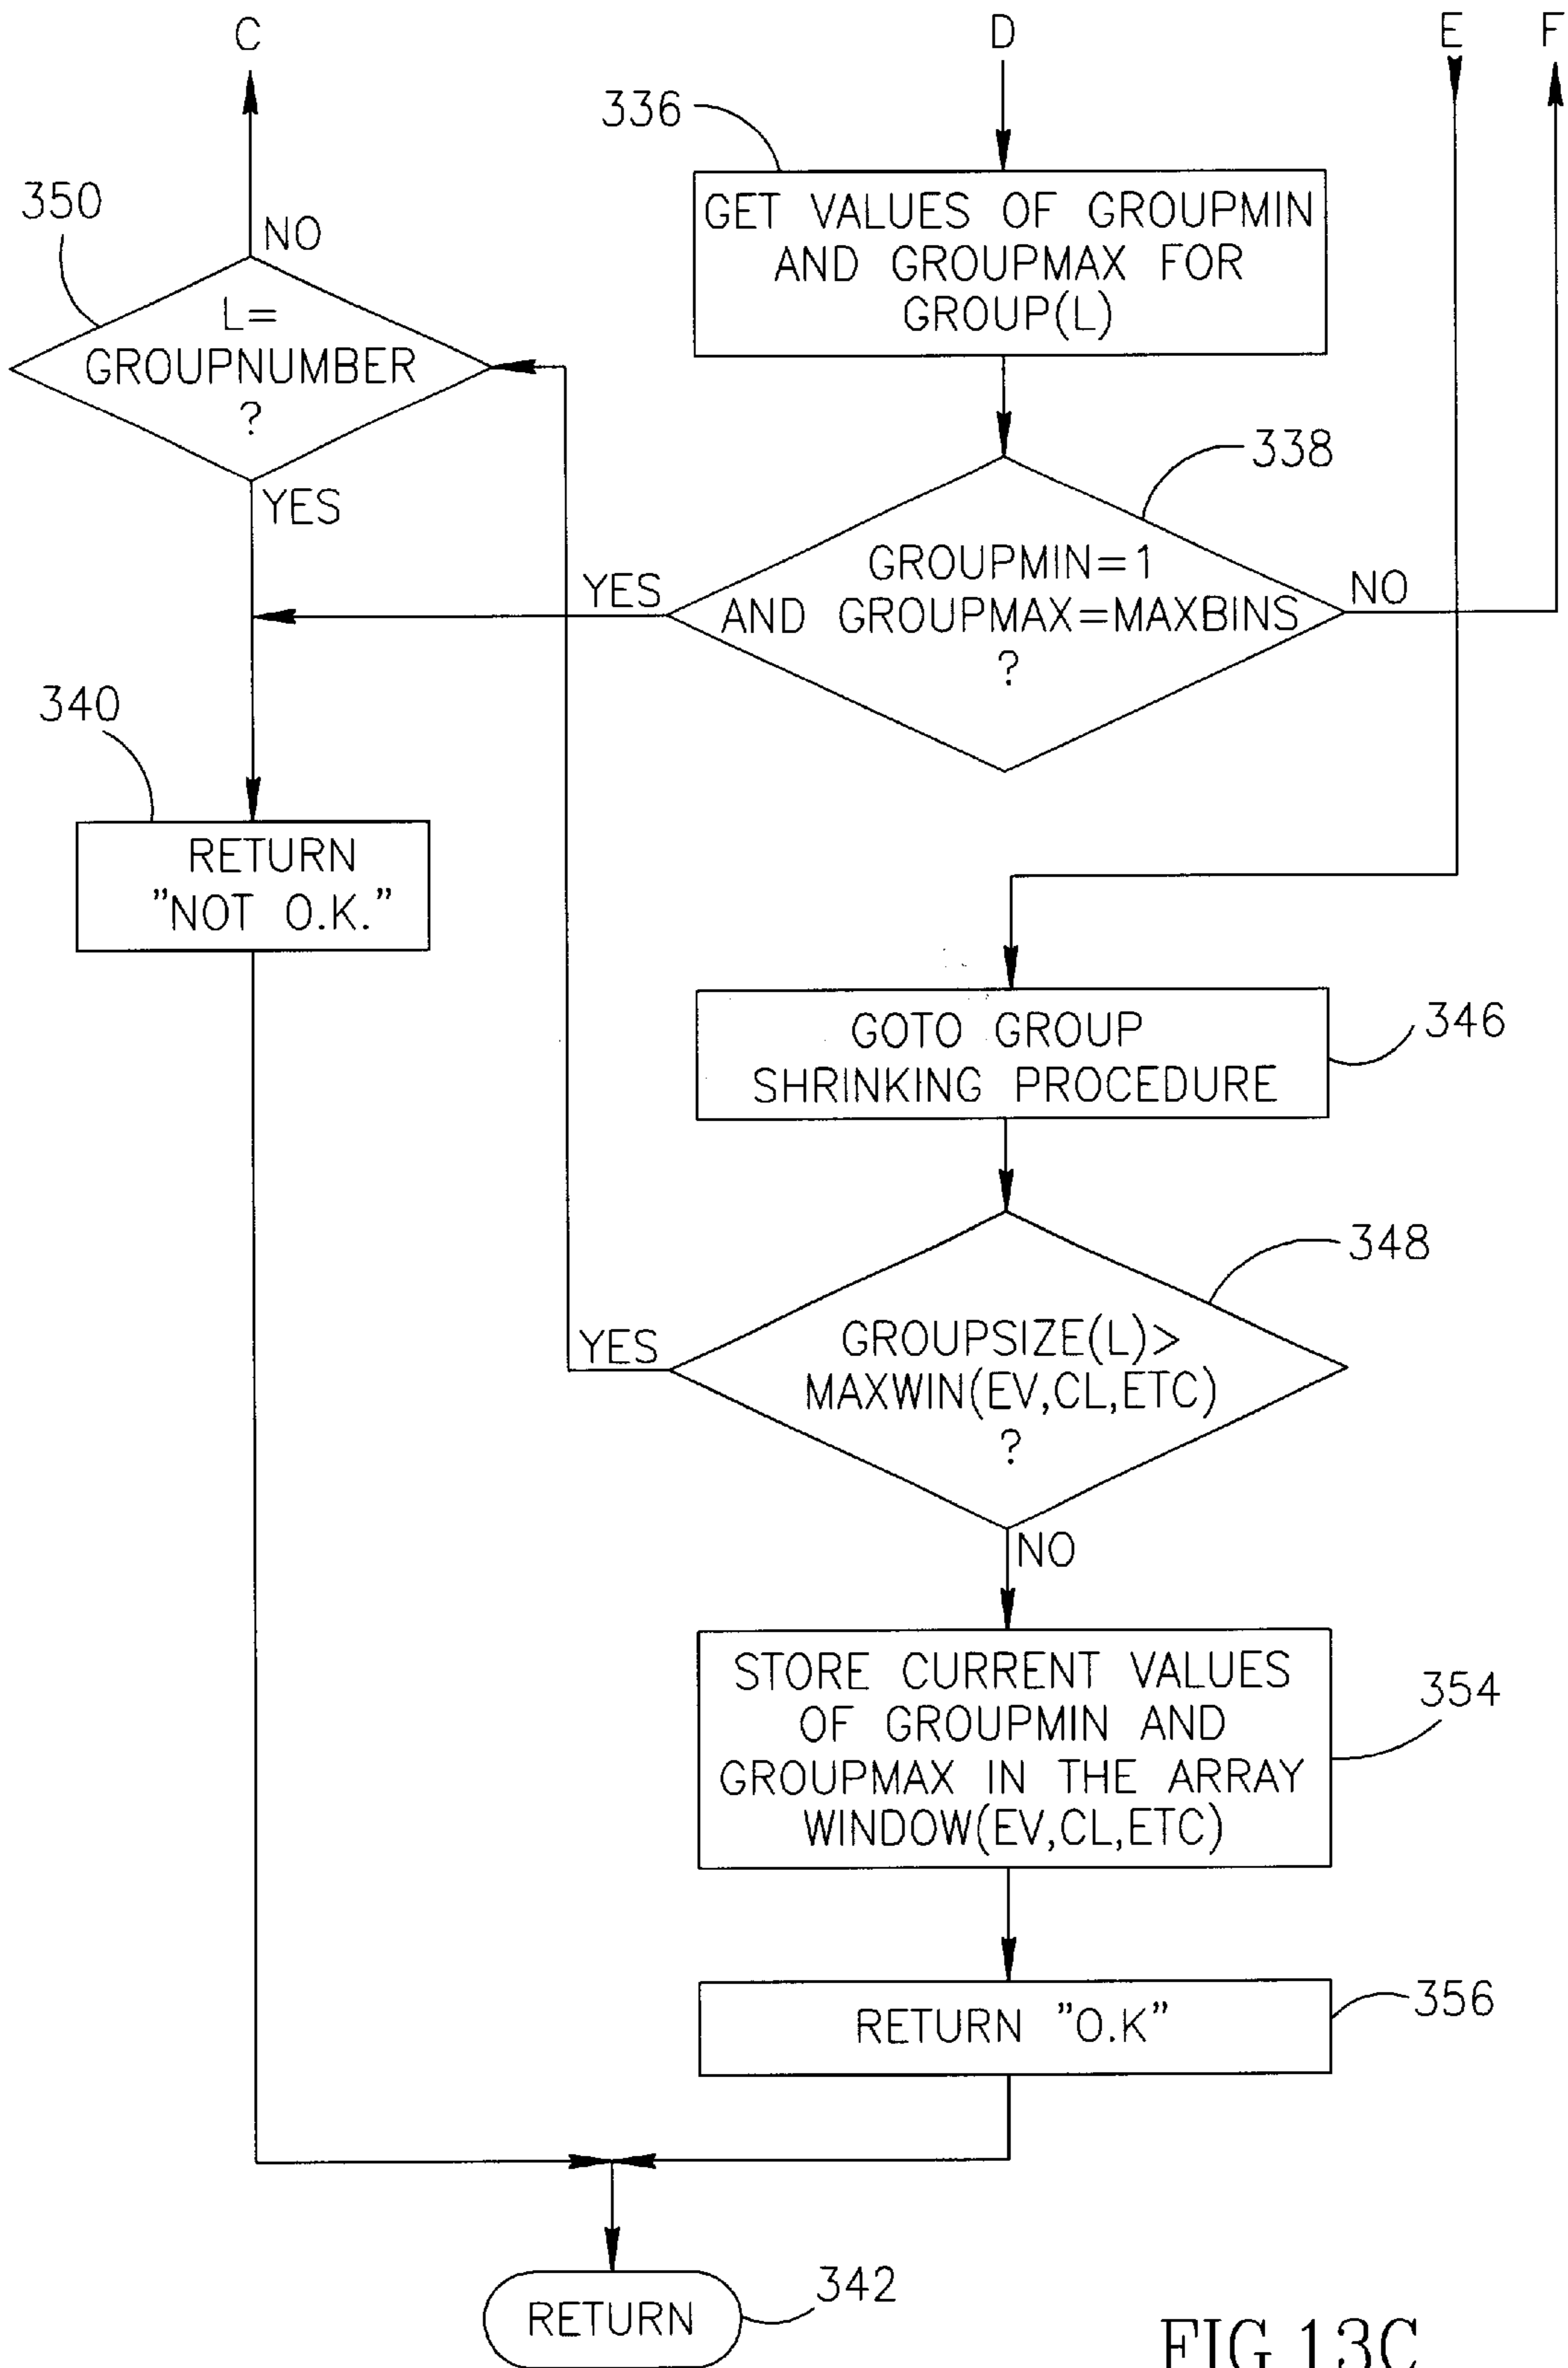 C
D
E
F
336
GET VALUES OF GROUPMIN
AND GROUPMAX FOR
GROUP(L)
350
NO
L=
GROUPNUMBER
?
YES
338
GROUPMIN=1
AND GROUPMAX=MAXBINS
?
YES
NO
340
RETURN
"NOT O.K."
GOTO GROUP
SHRINKING PROCEDURE
346
348
GROUPSIZE(L)>
MAXWIN(EV,CL,ETC)
?
YES
NO
STORE CURRENT VALUES
OF GROUPMIN AND
GROUPMAX IN THE ARRAY
WINDOW(EV,CL,ETC)
354
RETURN "O.K"
356
RETURN
342
FIG.13C